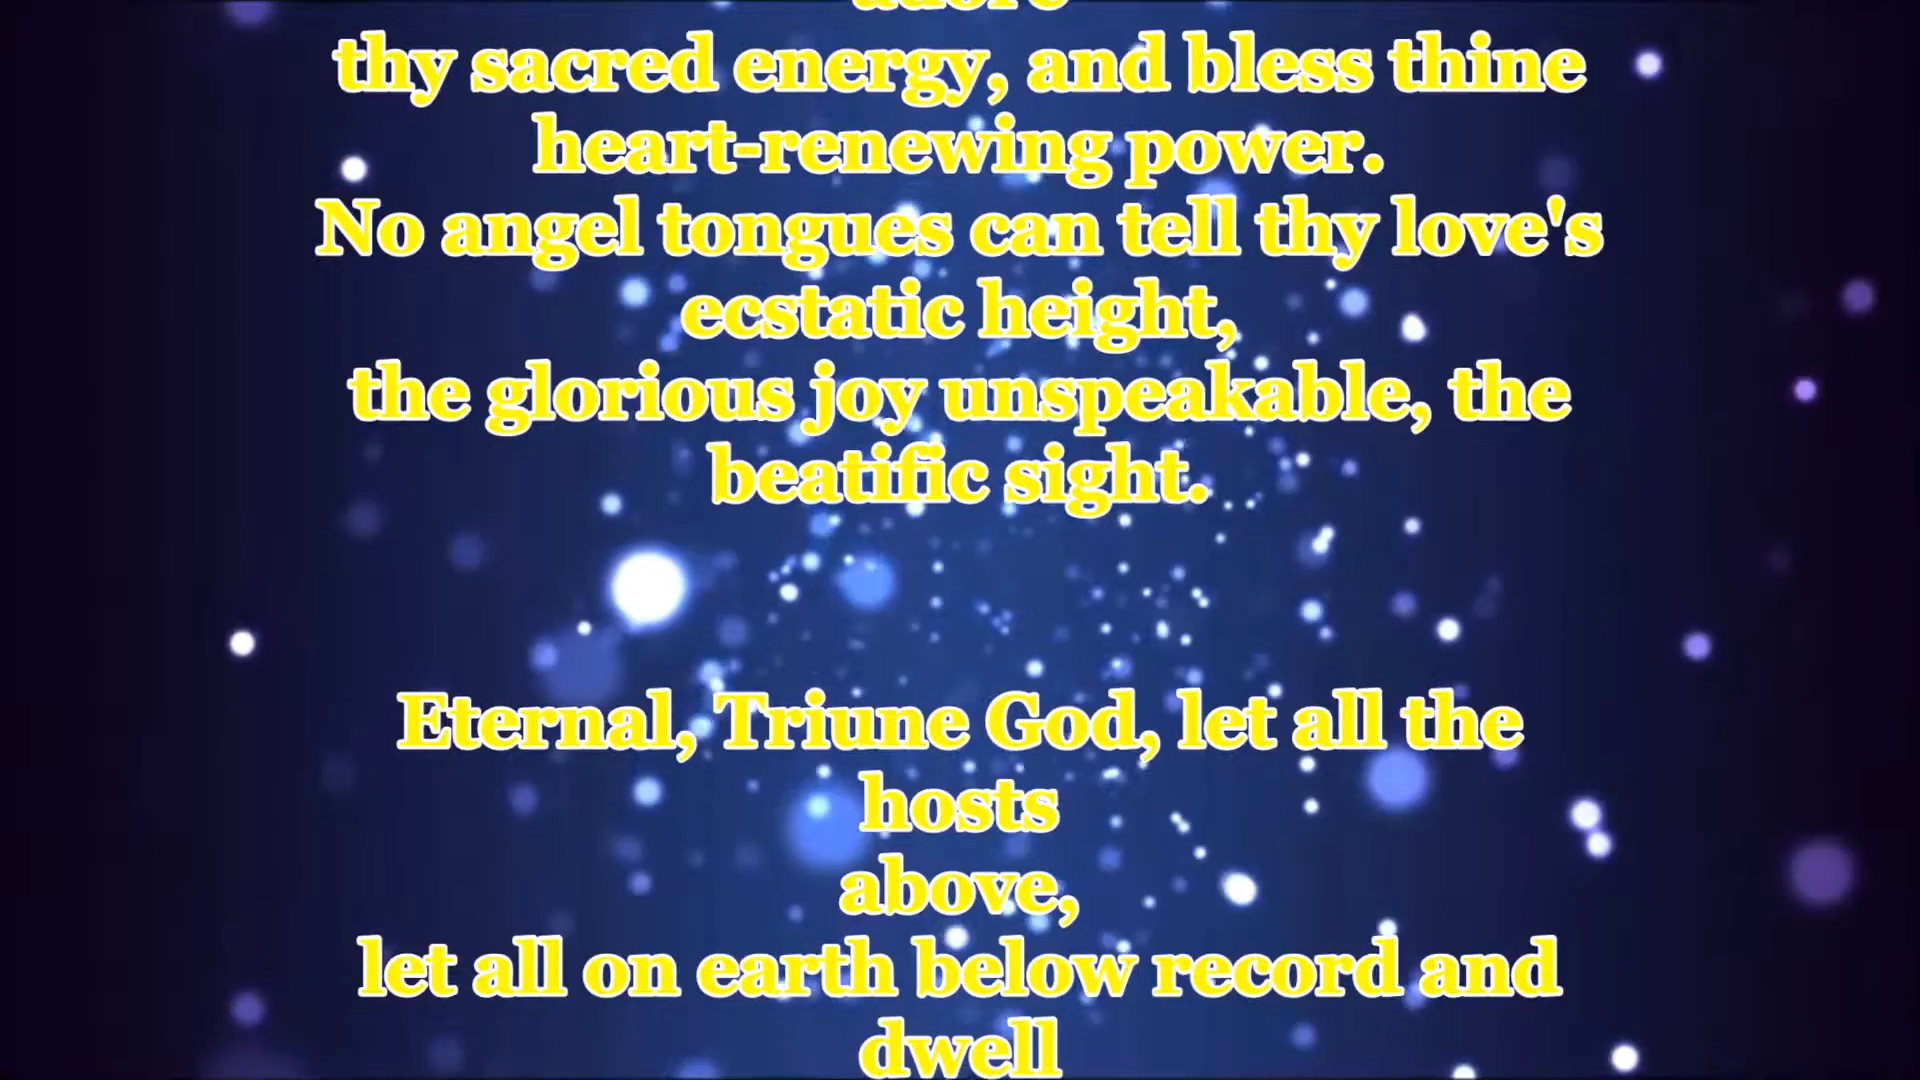 adore
thy sacred energy, and bless thine
heart-renewing power.
No angel tongues can tell thy love's
ecstatic height,
the glorious joy unspeakable, the
beatific sight.
Eternal, Triune God, let all the
hosts
above,
let all on earth below record and
dwell